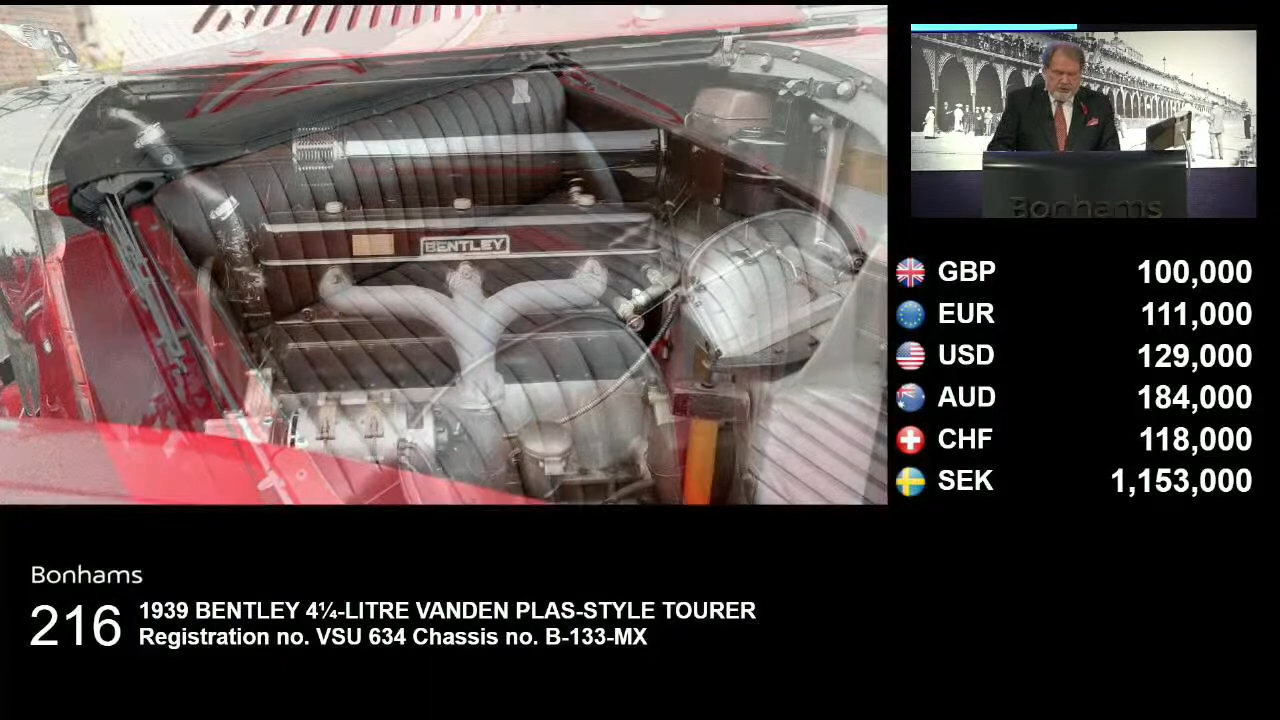 BENTLEY
Bonhams
GBP 100,000
EUR 111,000
USD 129,000
AUD 184,000
CHF 118,000
SEK 1,153,000
Bonhams
216
1939 BENTLEY 4¼-LITRE VANDEN PLAS-STYLE TOURER
Registration no. VSU 634 Chassis no. B-133-MX